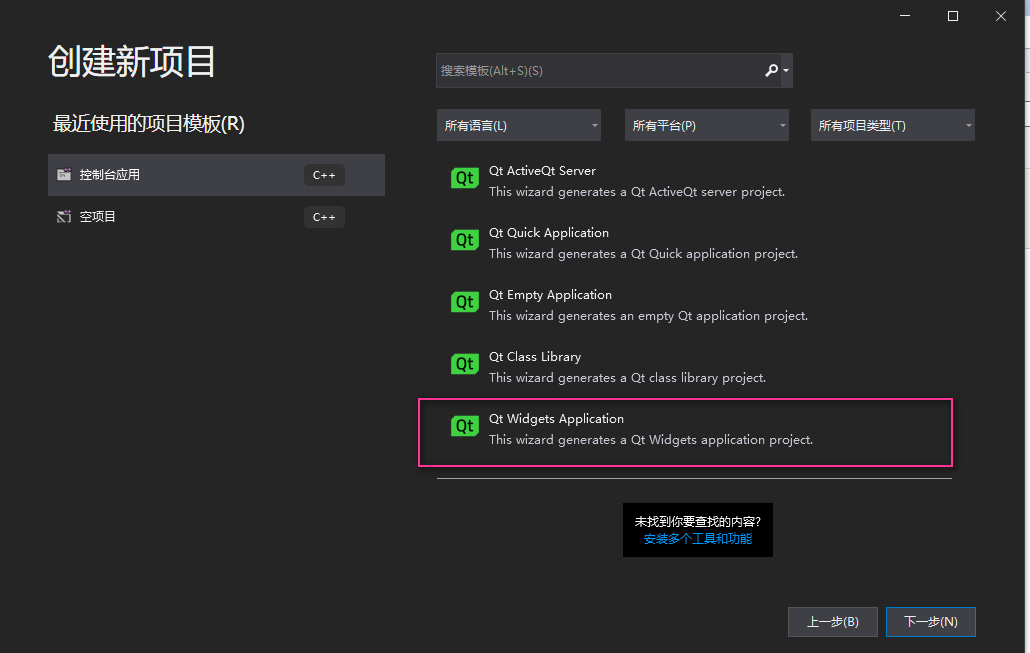 创建新项目
最近使用的项目模板(R)
控制台应用
C++
空项目
C++
搜索模板(Alt+S)(S)
所有语言(L)
所有平台(P)
所有项目类型(T)
Qt
Qt ActiveQt Server
This wizard generates a Qt ActiveQt server project.
Qt
Qt Quick Application
This wizard generates a Qt Quick application project.
Qt
Qt Empty Application
This wizard generates an empty Qt application project.
Qt
Qt Class Library
This wizard generates a Qt class library project.
Qt
Qt Widgets Application
This wizard generates a Qt Widgets application project.
未找到你要查找的内容?
安装多个工具和功能
上一步(B)
下一步(N)